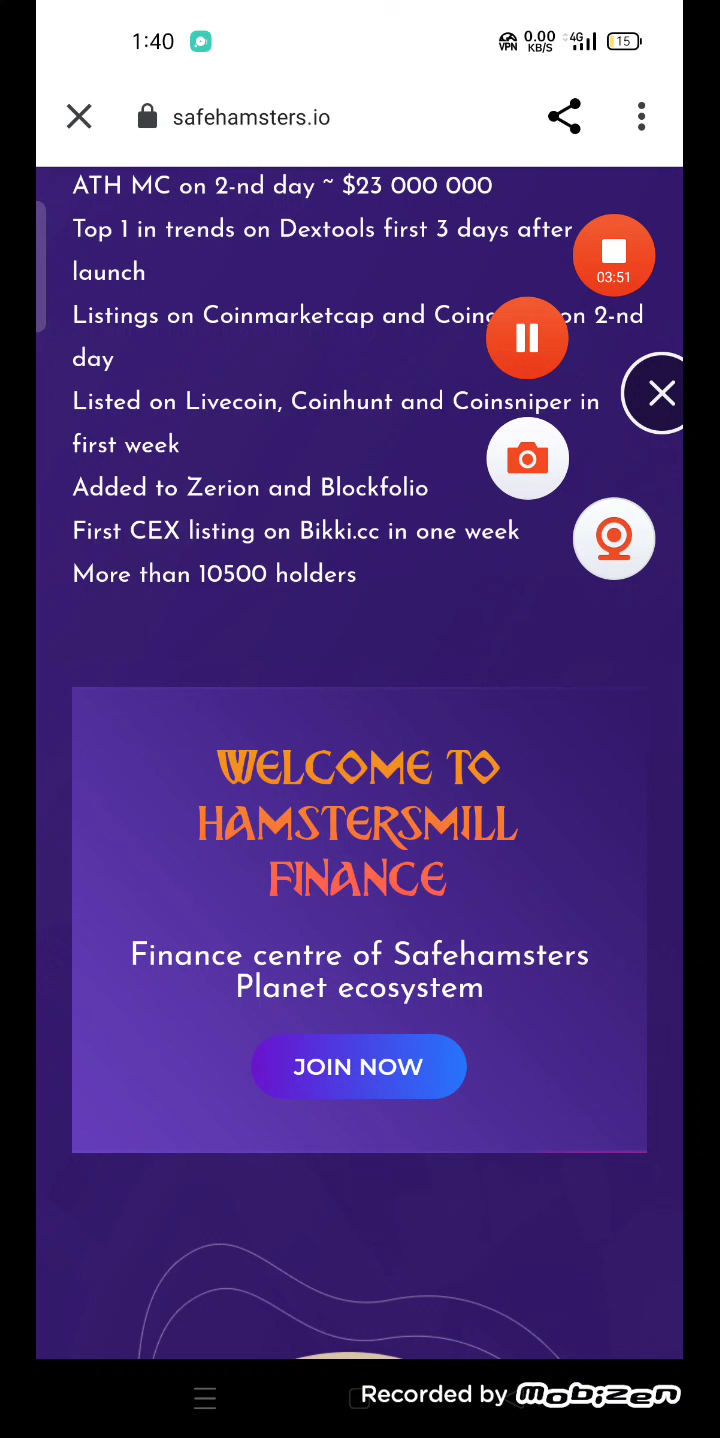 1:40
VPN
0.00
KB/S
4G
15
safehamsters.io
ATH MC on 2-nd day ~ $23 000 000
Top 1 in trends on Dextools first 3 days after
launch
03:51
Listings on Coinmarketcap and on 2-nd
day
Listed on Livecoin, Coinhunt and Coinsniper in
first week
Added to Zerion and Blockfolio
First CEX listing on Bikki.cc in one week
More than 10500 holders
WELCOME TO
HAMSTERSMILL
FINANCE
Finance centre of Safehamsters
Planet ecosystem
JOIN NOW
Recorded by mobizen